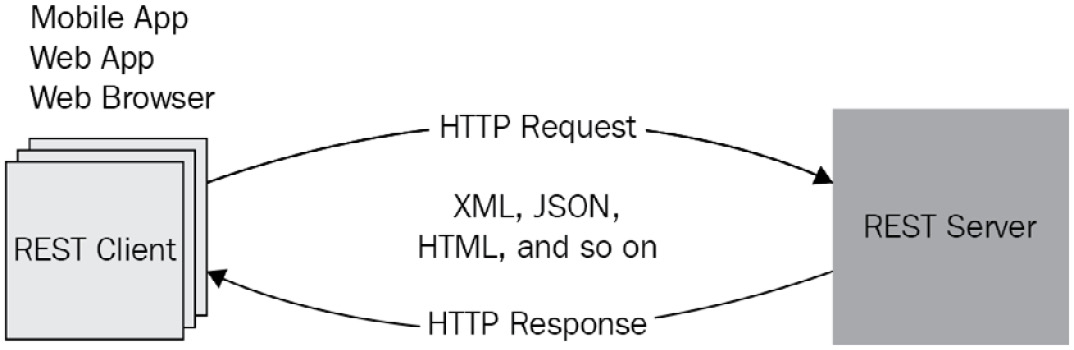 Mobile App
Web App
Web Browser
HTTP Request
XML, JSON,
HTML, and so on
REST Client
REST Server
HTTP Response